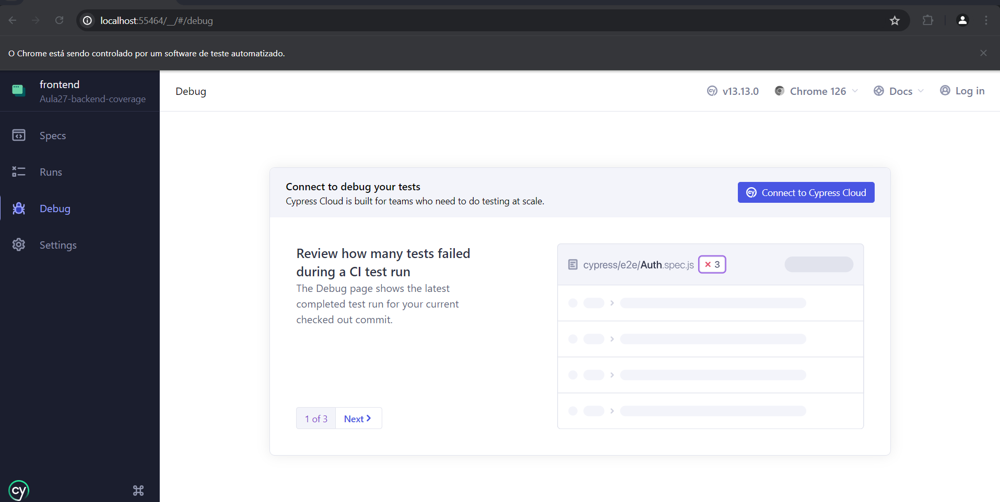 localhost:55464/__/#/debug
O Chrome está sendo controlado por um software de teste automatizado.
frontend
Aula27-backend-coverage
Specs
Runs
Debug
Settings
cy
Debug
cy v13.13.0
Chrome 126
Docs
Log in
Connect to debug your tests
Cypress Cloud is built for teams who need to do testing at scale.
cy Connect to Cypress Cloud
Review how many tests failed
during a CI test run
The Debug page shows the latest
completed test run for your current
checked out commit.
1 of 3
Next
cypress/e2e/Auth.spec.js
3